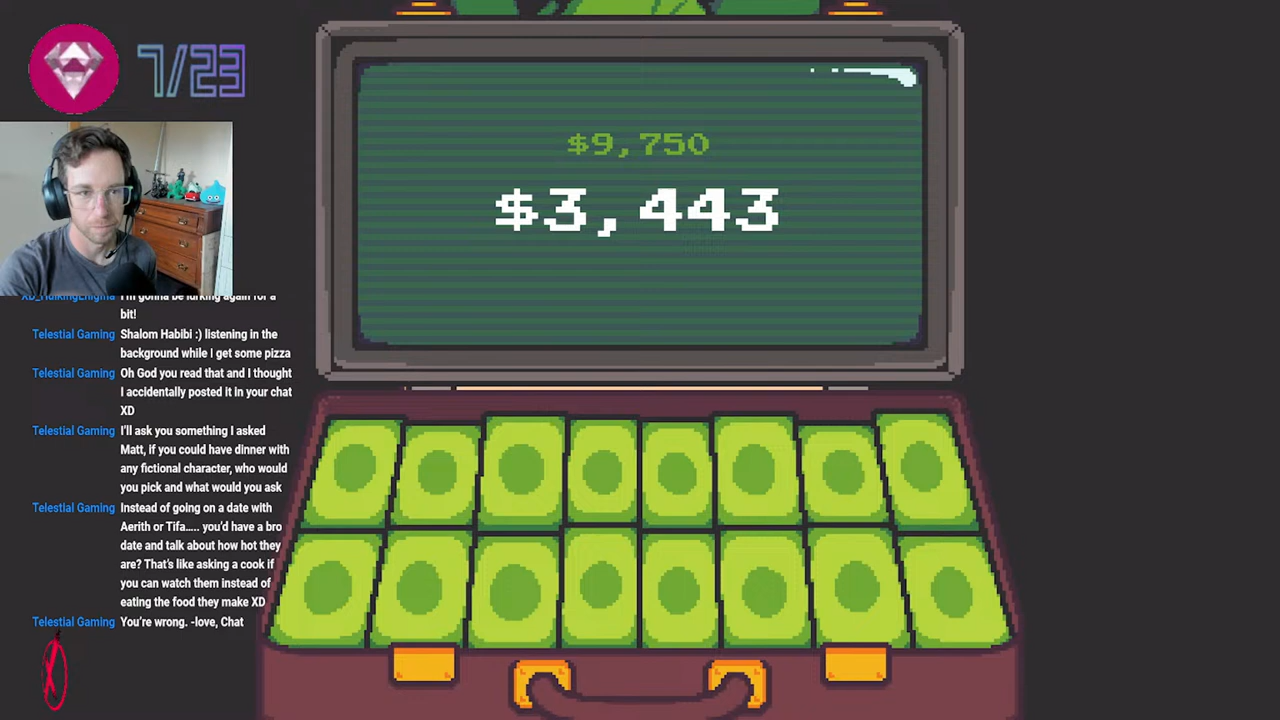 7/23
$9,750
$3,443
XD_HulkingEnigma I'm gonna be lurking again for a
bit!
Telestial Gaming Shalom Habibi :) listening in the
background while I get some pizza
Telestial Gaming Oh God you read that and I thought
I accidentally posted it in your chat
XD
Telestial Gaming I'll ask you something I asked
Matt, if you could have dinner with
any fictional character, who would
you pick and what would you ask
Telestial Gaming Instead of going on a date with
Aerith or Tifa..... you'd have a bro
date and talk about how hot they
are? That's like asking a cook if
you can watch them instead of
eating the food they make XD
Telestial Gaming You're wrong. -love, Chat